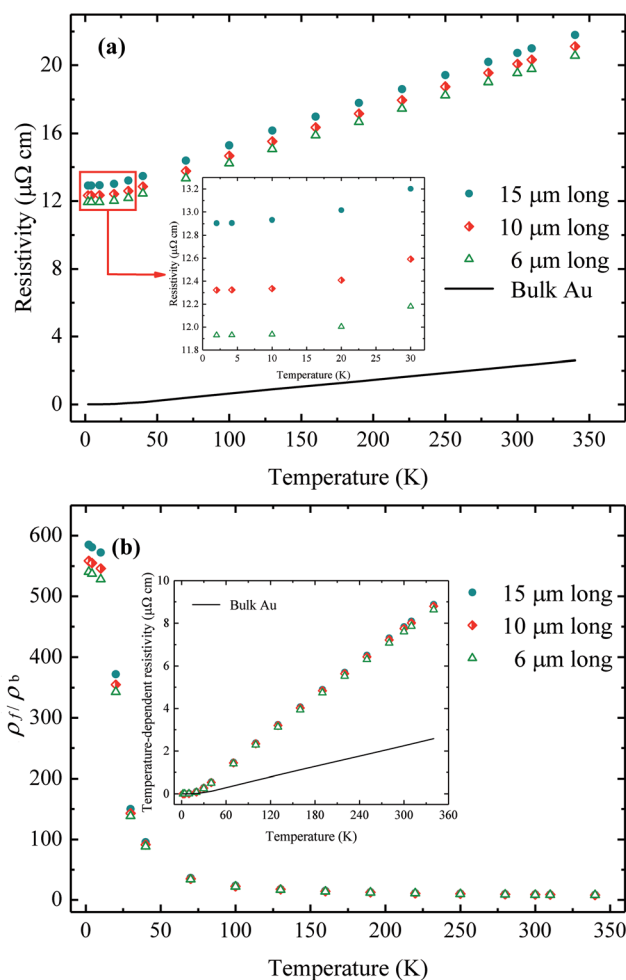 (a)
20
16
12
8
4
0
Resistivity (μΩ cm)
13.2
13.0
12.8
12.6
12.4
12.2
12.0
11.8
Resistivity (μΩ cm)
0 5 10 15 20 25 30
Temperature (K)
15 μm long
10 μm long
6 μm long
Bulk Au
0 50 100 150 200 250 300 350
Temperature (K)
(b)
600
500
400
300
200
100
0
ρf/ρb
Bulk Au
10
8
6
4
2
0
Temperature-dependent resistivity (μΩ cm)
0 60 120 180 240 300 360
Temperature (K)
15 μm long
10 μm long
6 μm long
0 50 100 150 200 250 300 350
Temperature (K)